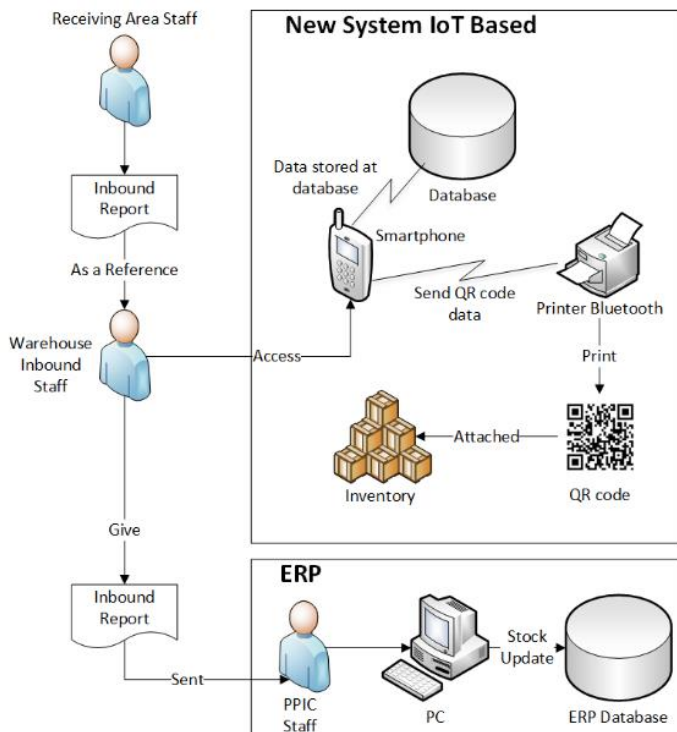 Receiving Area Staff
New System IoT Based
Data stored at
database
Database
Inbound
Report
Smartphone
As a Reference
Send QR code
data
Printer Bluetooth
Warehouse
Inbound
Staff
Access
Print
Attached
Inventory
QR code
Give
ERP
Inbound
Report
Stock
Update
Sent
PPIC
Staff
PC
ERP Database